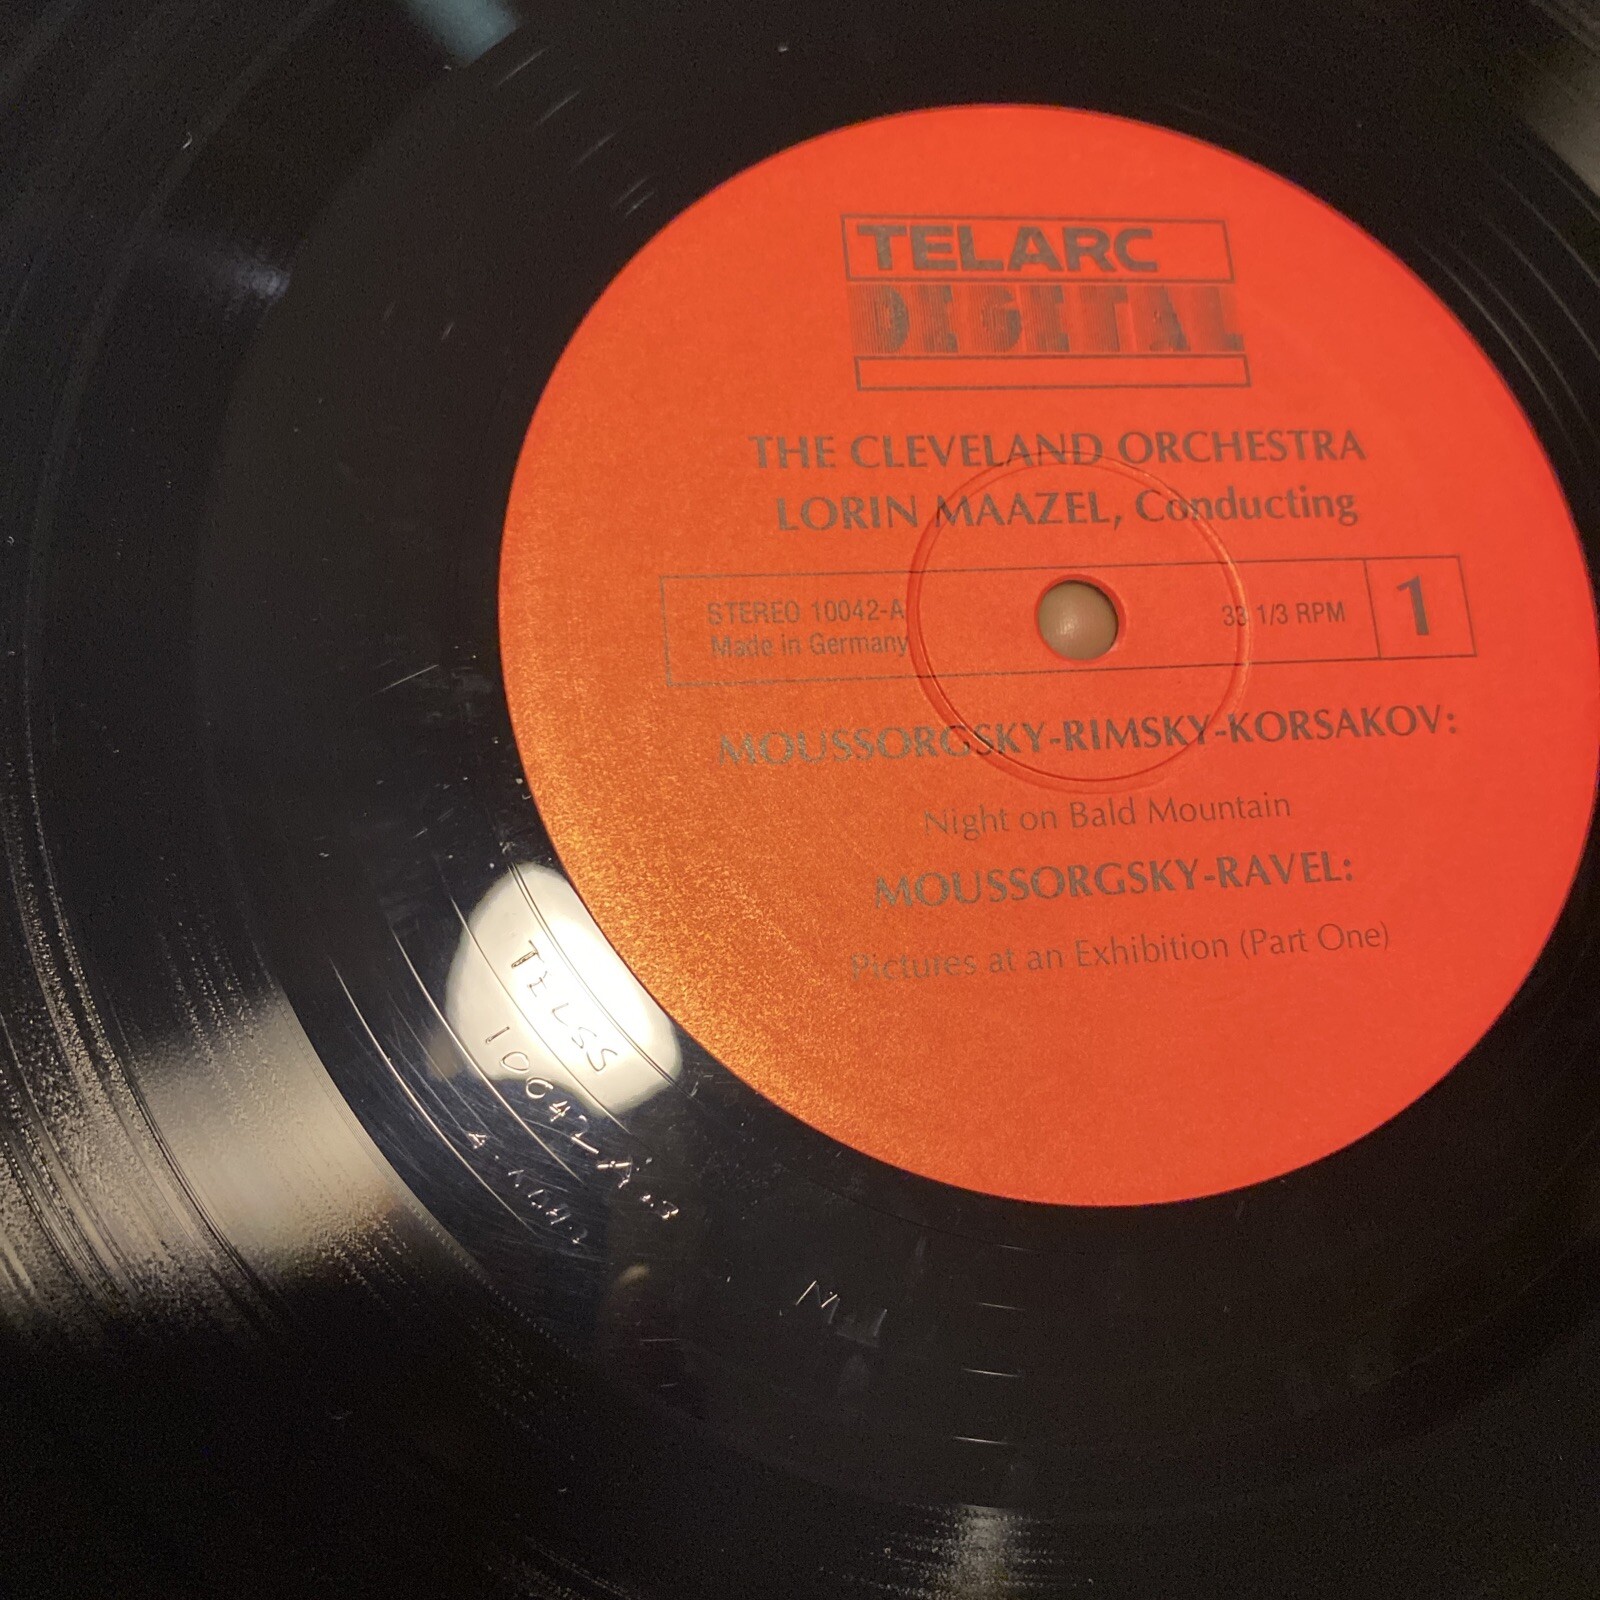 TELARC
DIGITAL
THE CLEVELAND ORCHESTRA
LORIN MAAZEL, Conducting
STEREO 10042-A
Made in Germany
33 1/3 RPM
1
MOUSSORGSKY-RIMSKY-KORSAKOV:
Night on Bald Mountain
MOUSSORGSKY-RAVEL:
Pictures at an Exhibition (Part One)
TELSS
10042